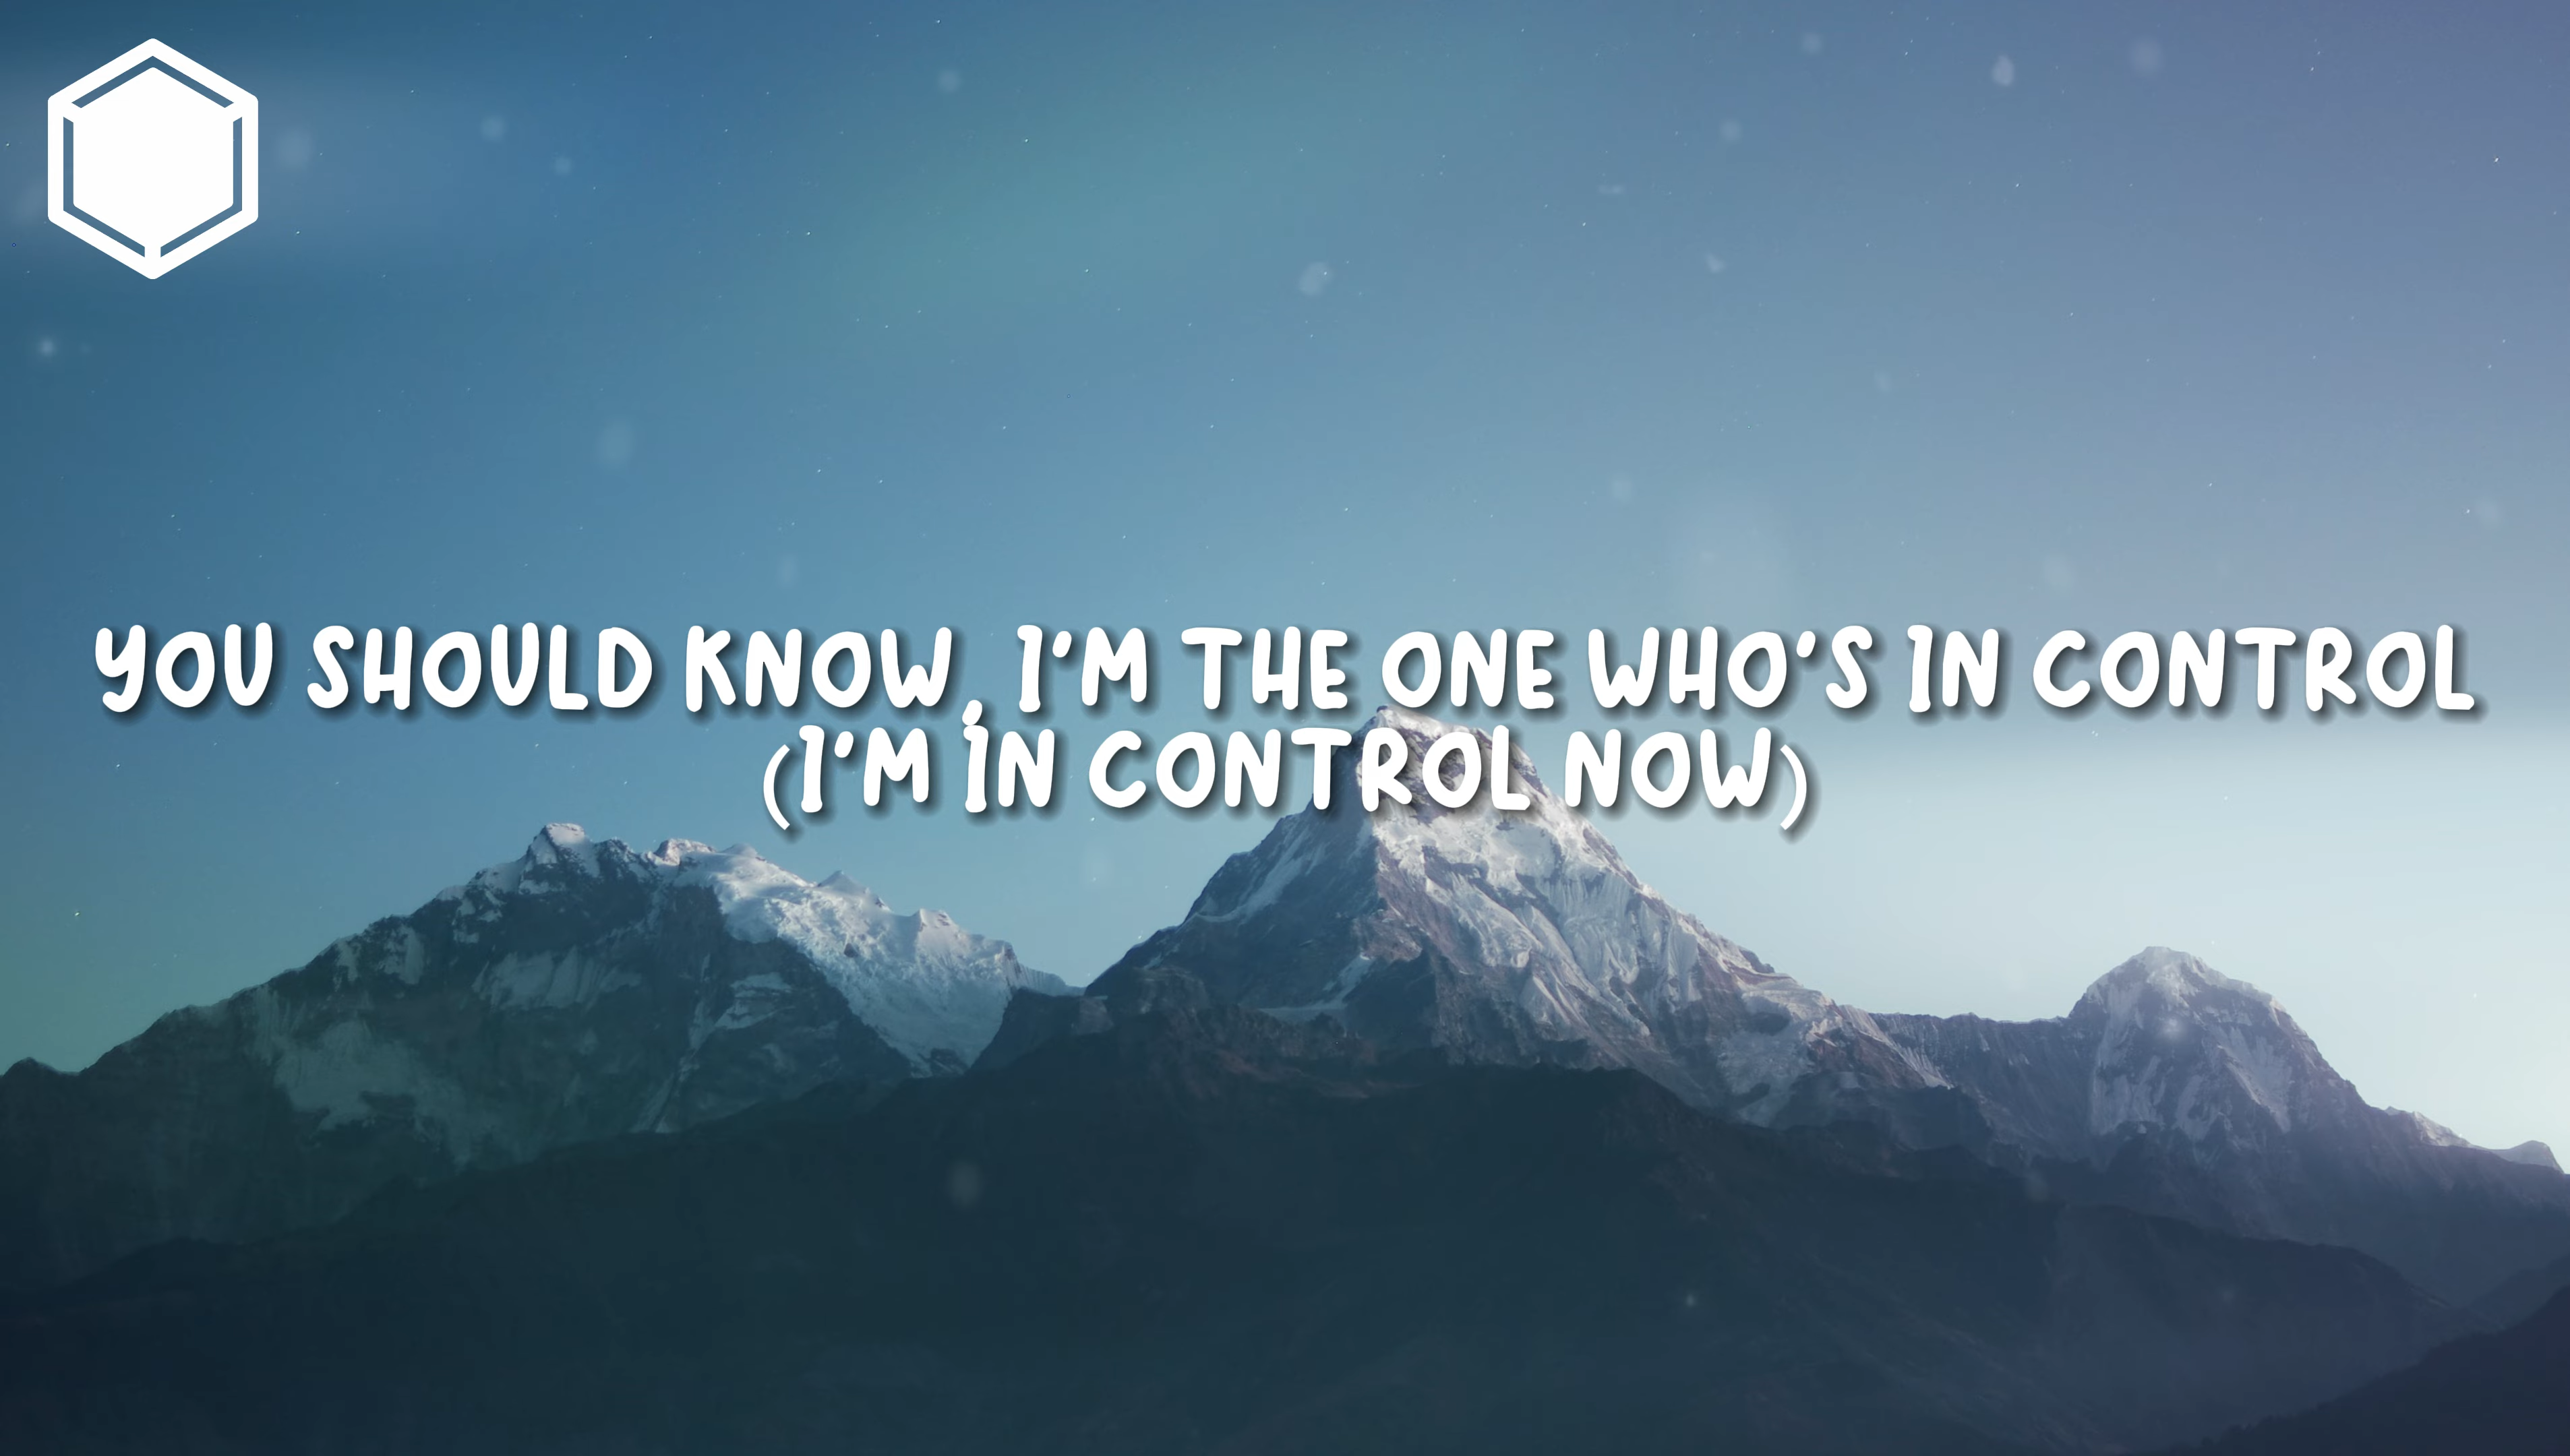 YOU SHOULD KNOW, I'M THE ONE WHO'S IN CONTROL
(I'M IN CONTROL NOW)